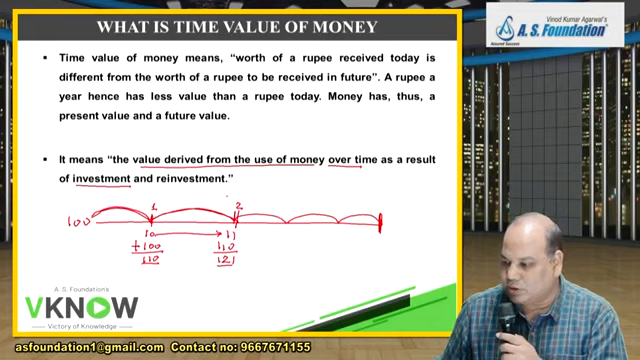 WHAT IS TIME VALUE OF MONEY
Vinod Kumar Agarwal's
A. S. Foundation®
Assured Success
▪ Time value of money means, “worth of a rupee received today is
different from the worth of a rupee to be received in future”. A rupee a
year hence has less value than a rupee today. Money has, thus, a
present value and a future value.
▪ It means “the value derived from the use of money over time as a result
of investment and reinvestment.”
1 2
100
10 11
+100 110
110 121
A. S. Foundation's
VKNOW
- Victory of Knowledge -
asfoundation1@gmail.com Contact no: 9667671155